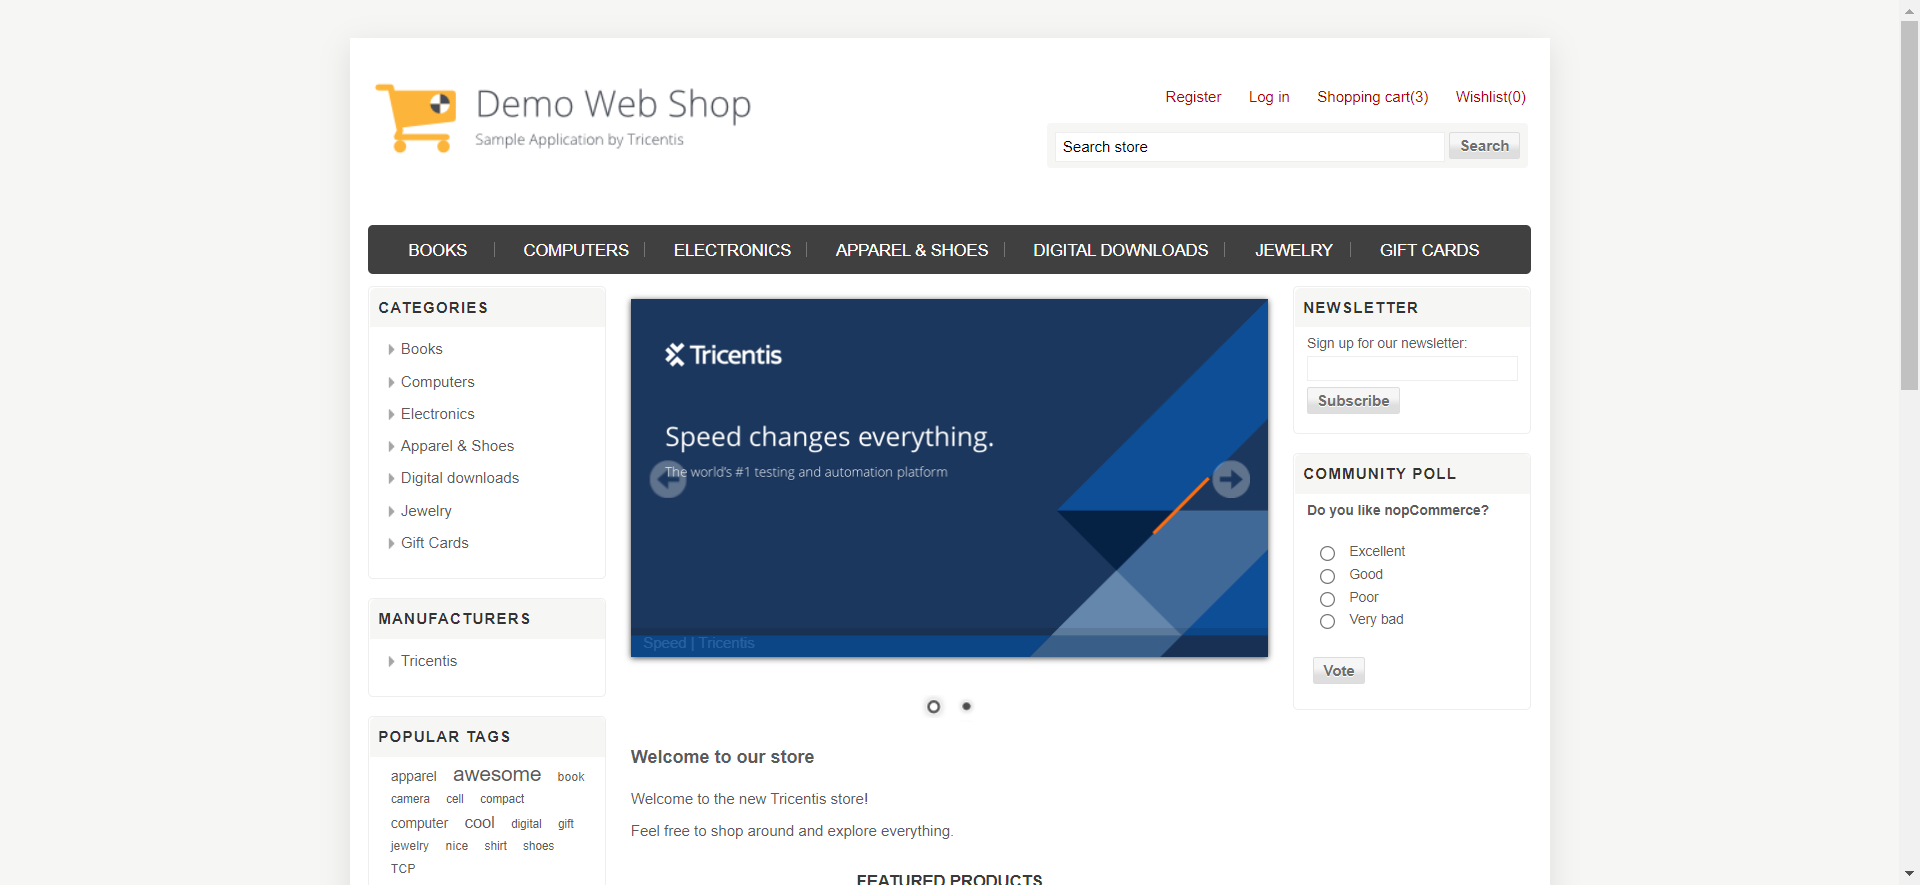 Demo Web Shop
Sample Application by Tricentis
Register Log in Shopping cart(3) Wishlist(0)
Search store Search
BOOKS COMPUTERS ELECTRONICS APPAREL & SHOES DIGITAL DOWNLOADS JEWELRY GIFT CARDS
CATEGORIES
Books
Computers
Electronics
Apparel & Shoes
Digital downloads
Jewelry
Gift Cards
MANUFACTURERS
Tricentis
POPULAR TAGS
apparel awesome book
camera cell compact
computer cool digital gift
jewelry nice shirt shoes
TCP
Tricentis
Speed changes everything.
The world's #1 testing and automation platform
Speed | Tricentis
Welcome to our store
Welcome to the new Tricentis store!
Feel free to shop around and explore everything.
FEATURED PRODUCTS
NEWSLETTER
Sign up for our newsletter:
Subscribe
COMMUNITY POLL
Do you like nopCommerce?
Excellent
Good
Poor
Very bad
Vote